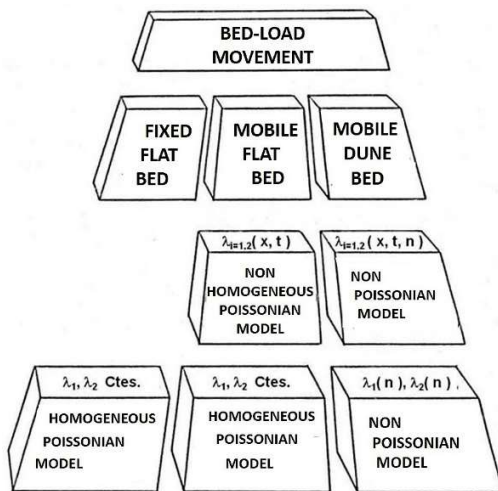 BED-LOAD
MOVEMENT
FIXED
FLAT
BED
MOBILE
FLAT
BED
MOBILE
DUNE
BED
λi=1,2( x, t )
NON
HOMOGENEOUS
POISSONIAN
MODEL
λi=1,2( x, t, n )
NON
POISSONIAN
MODEL
λ1, λ2 Ctes.
HOMOGENEOUS
POISSONIAN
MODEL
λ1, λ2 Ctes.
HOMOGENEOUS
POISSONIAN
MODEL
λ1( n ), λ2( n )
NON
POISSONIAN
MODEL